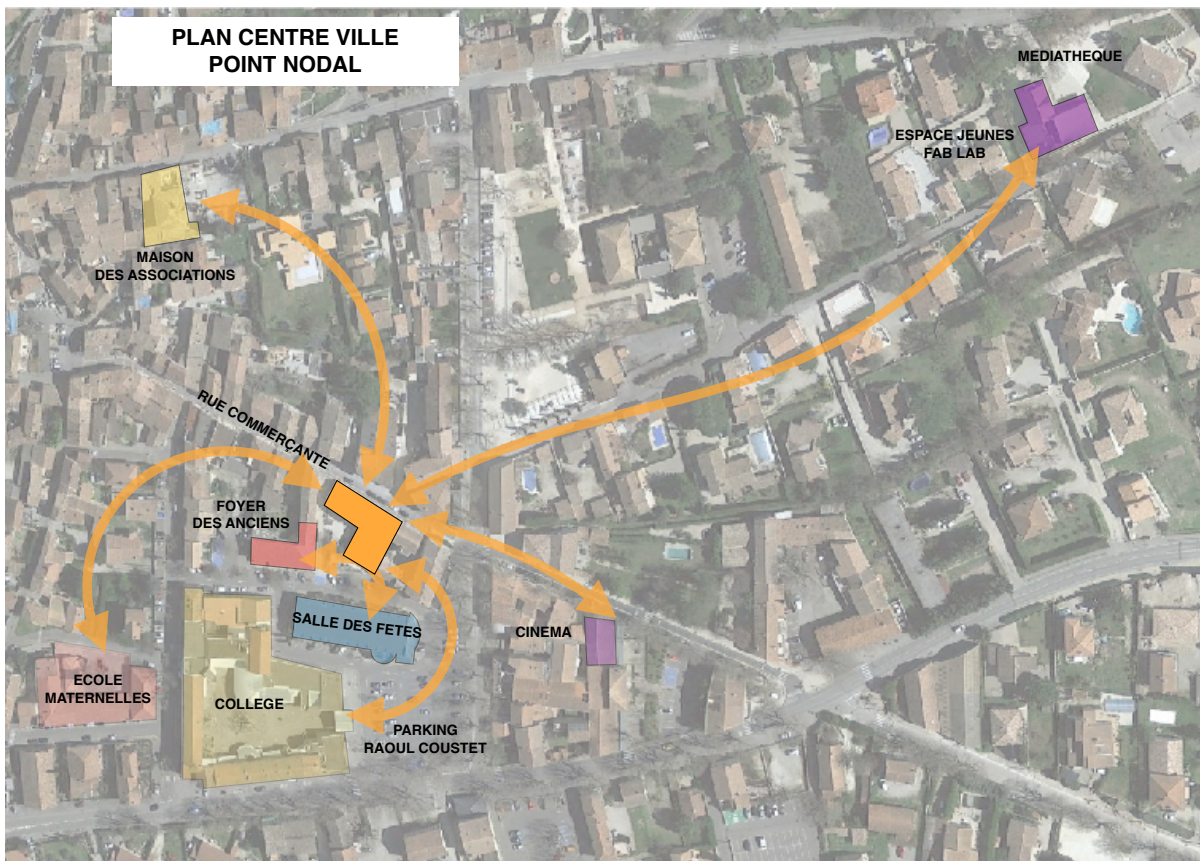 PLAN CENTRE VILLE
POINT NODAL
MEDIATHEQUE
ESPACE JEUNES
FAB LAB
MAISON
DES ASSOCIATIONS
RUE COMMERÇANTE
FOYER
DES ANCIENS
SALLE DES FETES
CINEMA
ECOLE
MATERNELLES
COLLEGE
PARKING
RAOUL COUSTET